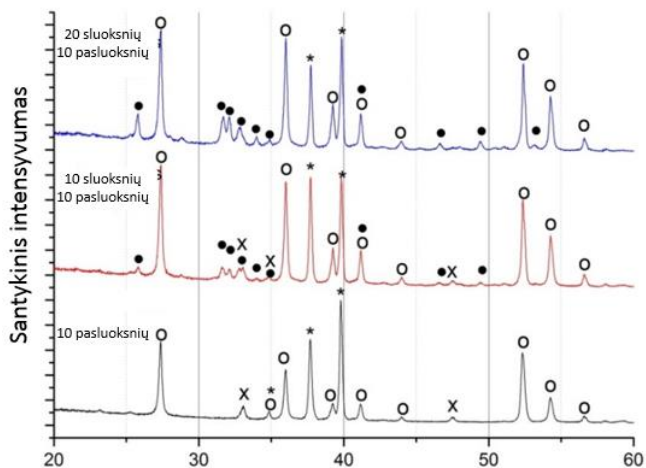 Santykinis intensyvumas
20 sluoksnių
10 pasluoksnių
O O * O * ● O O O O
● ● ● ● ● ● O ● ● ● O
10 sluoksnių
10 pasluoksnių
O O * O * ● O O O O
● ● ● X ● ● X ● O ● X ● O
10 pasluoksnių
O X * O O * O * O O X O O O
20 30 40 50 60